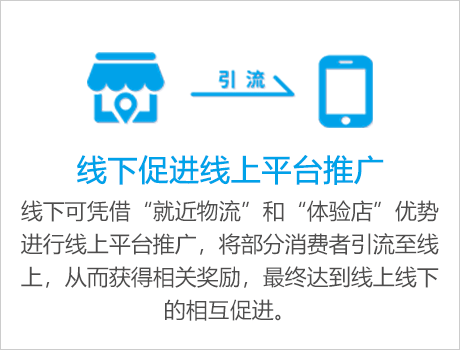 引流
线下促进线上平台推广
线下可凭借“就近物流”和“体验店”优势
进行线上平台推广，将部分消费者引流至线
上，从而获得相关奖励，最终达到线上线下
的相互促进。